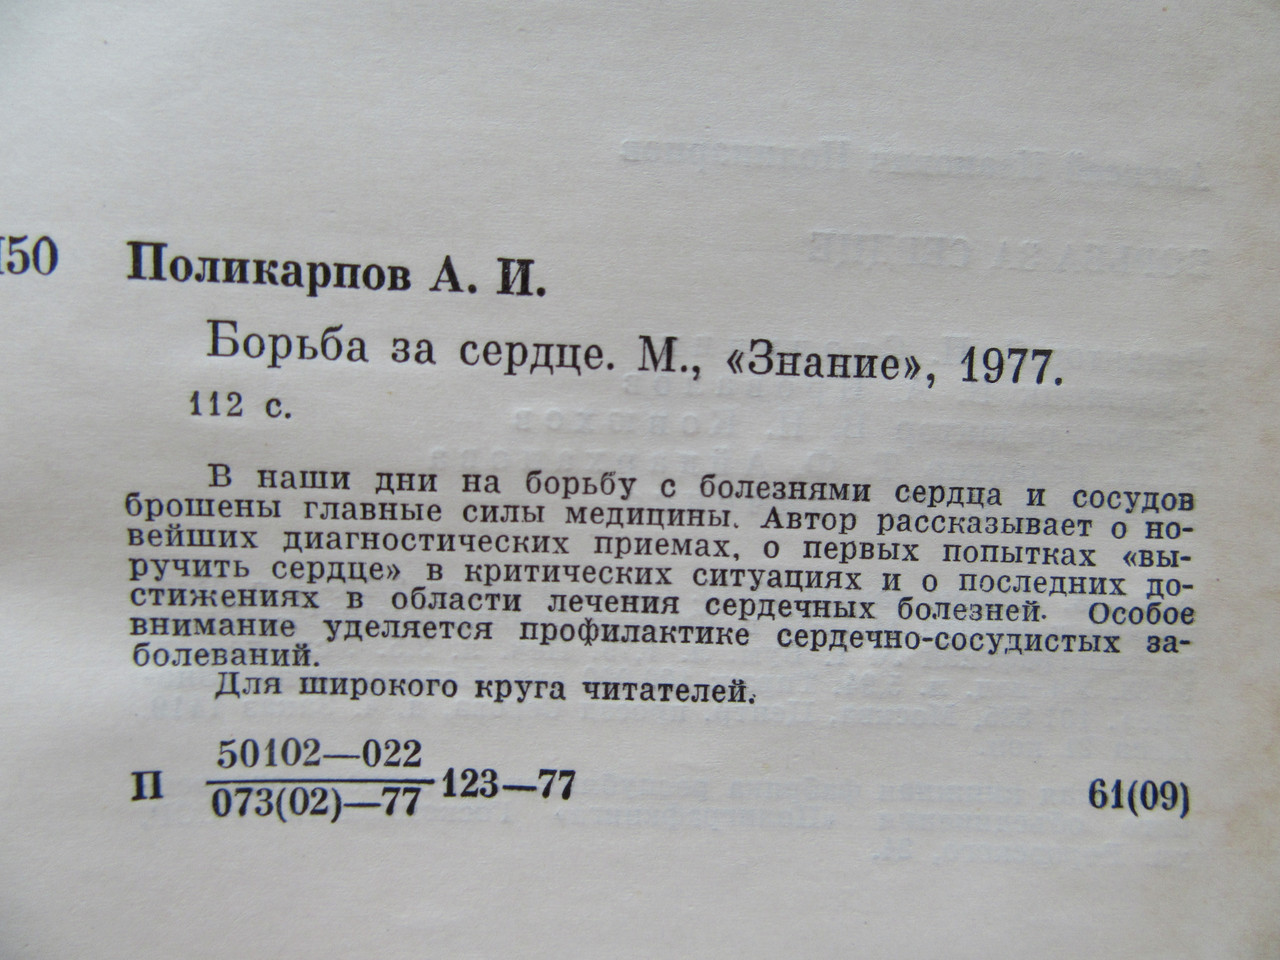 50 Поликарпов А. И.
Борьба за сердце. М., «Знание», 1977.
112 с.
В наши дни на борьбу с болезнями сердца и сосудов
брошены главные силы медицины. Автор рассказывает о но-
вейших диагностических приемах, о первых попытках «вы-
ручить сердце» в критических ситуациях и о последних до-
стижениях в области лечения сердечных болезней. Особое
внимание уделяется профилактике сердечно-сосудистых за-
болеваний.
Для широкого круга читателей.
50102—022
П 123—77 61(09)
073(02)—77